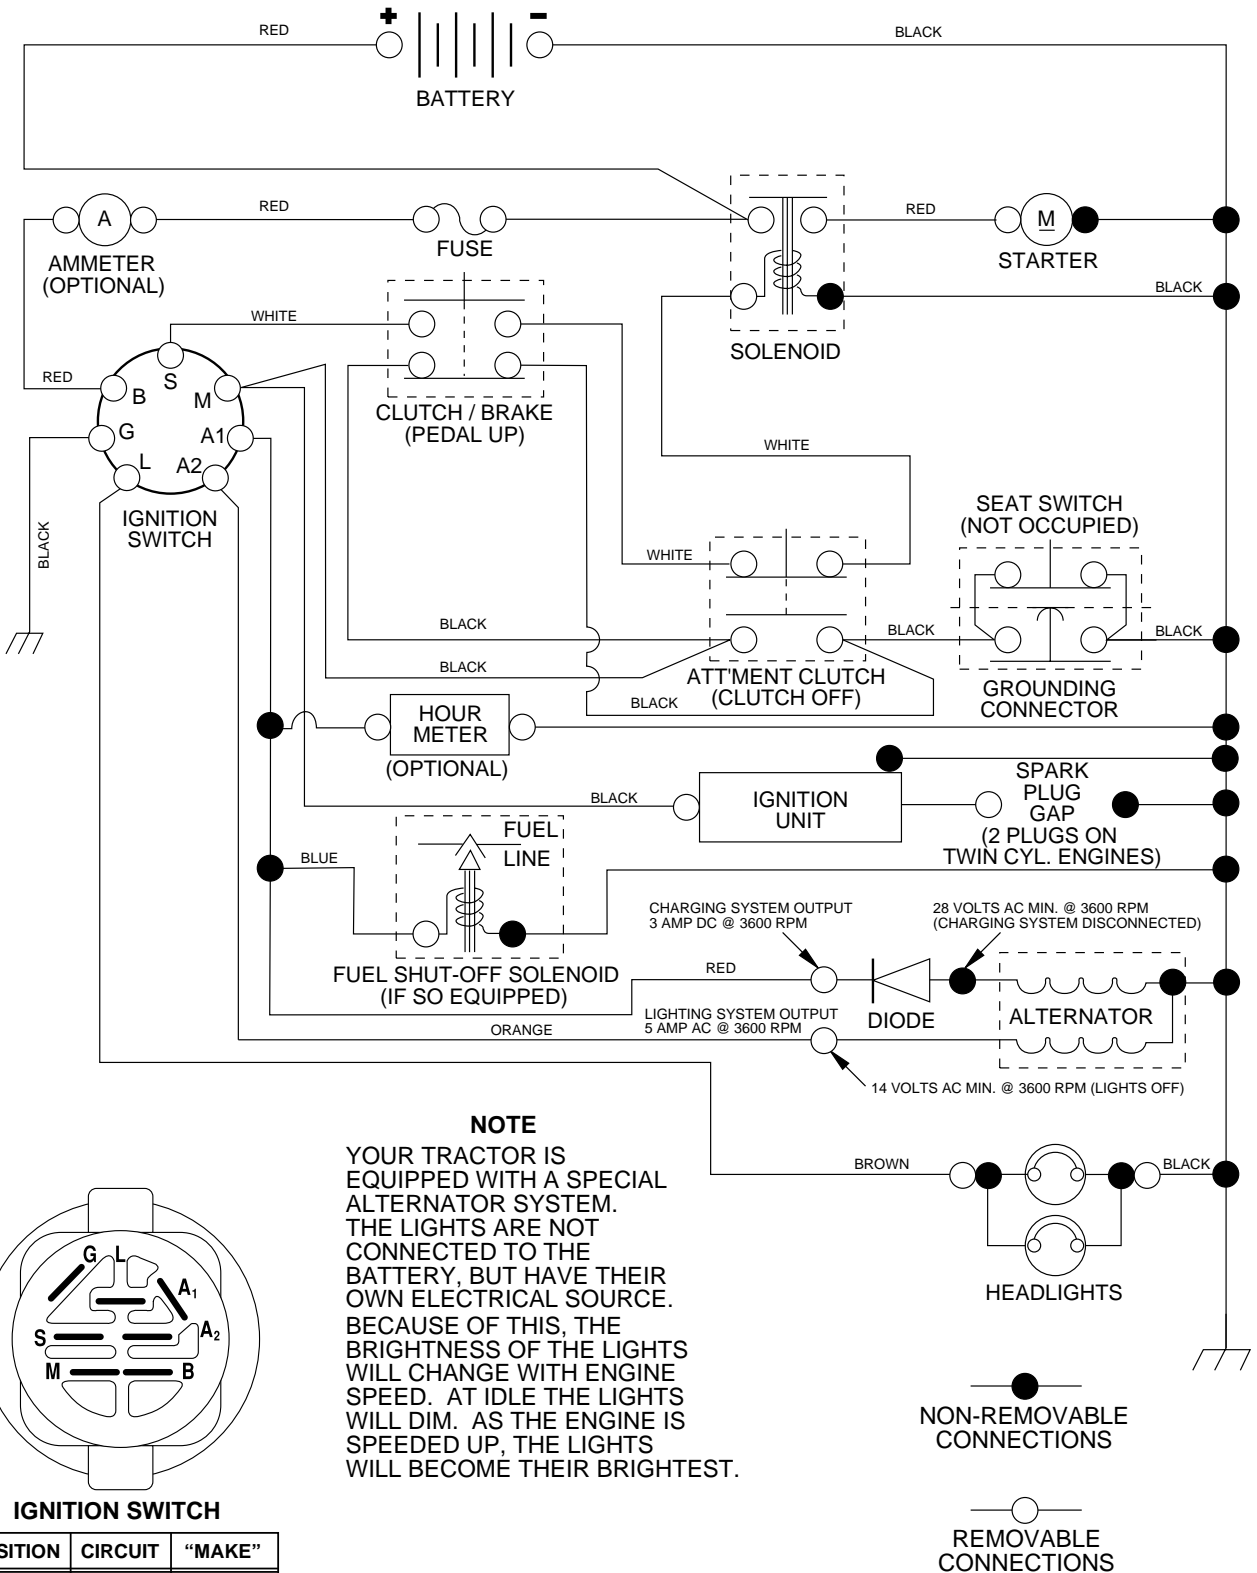 + −
RED
BLACK
BATTERY
RED
RED
A
M
FUSE
AMMETER
(OPTIONAL)
STARTER
BLACK
WHITE
SOLENOID
RED
S
B
M
CLUTCH / BRAKE
(PEDAL UP)
G
A1
WHITE
L
A2
SEAT SWITCH
(NOT OCCUPIED)
IGNITION
SWITCH
BLACK
WHITE
BLACK
BLACK
BLACK
BLACK
ATT'MENT CLUTCH
(CLUTCH OFF)
GROUNDING
CONNECTOR
BLACK
HOUR
METER
(OPTIONAL)
SPARK
PLUG
GAP
(2 PLUGS ON
TWIN CYL. ENGINES)
BLACK
IGNITION
UNIT
FUEL
LINE
BLUE
CHARGING SYSTEM OUTPUT
3 AMP DC @ 3600 RPM
28 VOLTS AC MIN. @ 3600 RPM
(CHARGING SYSTEM DISCONNECTED)
FUEL SHUT-OFF SOLENOID
(IF SO EQUIPPED)
RED
LIGHTING SYSTEM OUTPUT
5 AMP AC @ 3600 RPM
DIODE
ALTERNATOR
ORANGE
14 VOLTS AC MIN. @ 3600 RPM (LIGHTS OFF)
NOTE
YOUR TRACTOR IS
EQUIPPED WITH A SPECIAL
ALTERNATOR SYSTEM.
THE LIGHTS ARE NOT
CONNECTED TO THE
BATTERY, BUT HAVE THEIR
OWN ELECTRICAL SOURCE.
BECAUSE OF THIS, THE
BRIGHTNESS OF THE LIGHTS
WILL CHANGE WITH ENGINE
SPEED. AT IDLE THE LIGHTS
WILL DIM. AS THE ENGINE IS
SPEEDED UP, THE LIGHTS
WILL BECOME THEIR BRIGHTEST.
BROWN
BLACK
HEADLIGHTS
G L
A1
S
A2
M
B
IGNITION SWITCH
SITION CIRCUIT “MAKE”
NON-REMOVABLE
CONNECTIONS
REMOVABLE
CONNECTIONS